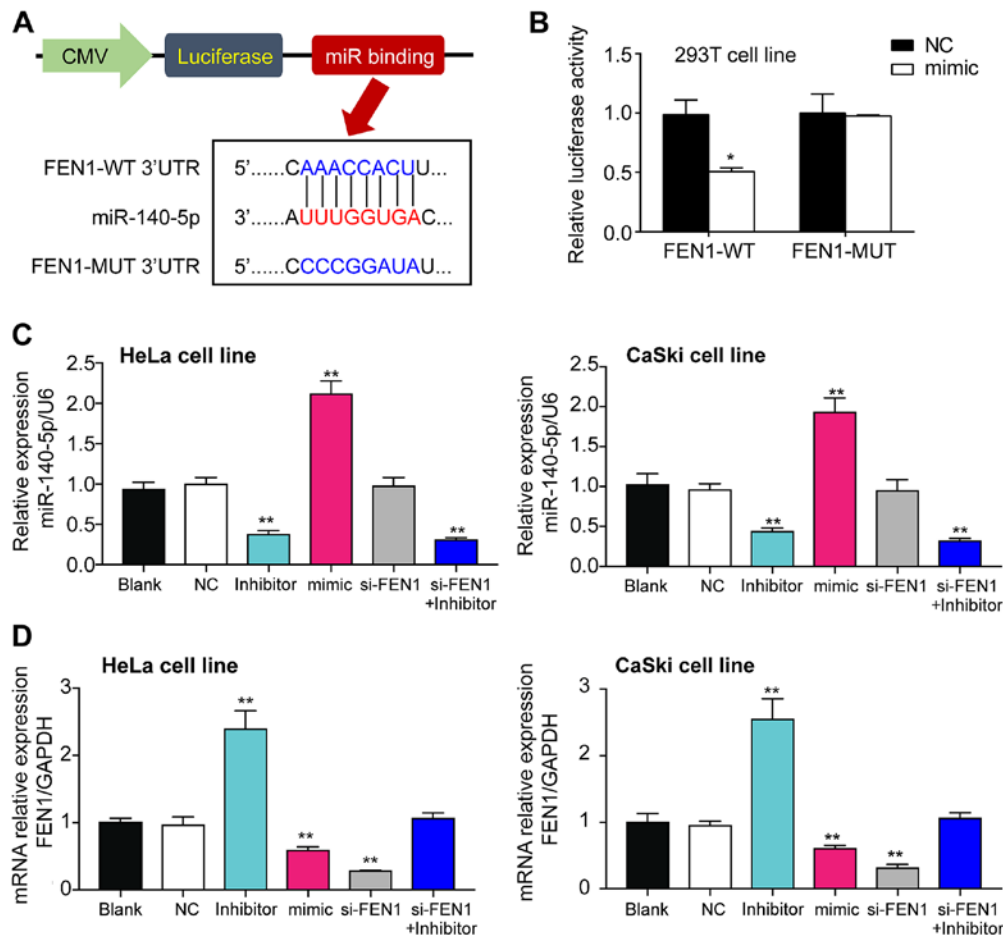 A
CMV
Luciferase
miR binding
FEN1-WT 3'UTR 5'......CAAACCACUU...
miR-140-5p 3'......AUUUGGUGAC...
FEN1-MUT 3'UTR 5'......CCCCGGAUAU...
B
293T cell line
NC
mimic
Relative luciferase activity
1.5
1.0
0.5
0.0
*
FEN1-WT FEN1-MUT
C
HeLa cell line
Relative expression
miR-140-5p/U6
2.5
2.0
1.5
1.0
0.5
0.0
** ** **
Blank NC Inhibitor mimic si-FEN1 si-FEN1
+Inhibitor
CaSki cell line
Relative expression
miR-140-5p/U6
2.5
2.0
1.5
1.0
0.5
0.0
** ** **
Blank NC Inhibitor mimic si-FEN1 si-FEN1
+Inhibitor
D
HeLa cell line
mRNA relative expression
FEN1/GAPDH
3
2
1
0
** ** **
Blank NC Inhibitor mimic si-FEN1 si-FEN1
+Inhibitor
CaSki cell line
mRNA relative expression
FEN1/GAPDH
3
2
1
0
** ** **
Blank NC Inhibitor mimic si-FEN1 si-FEN1
+Inhibitor